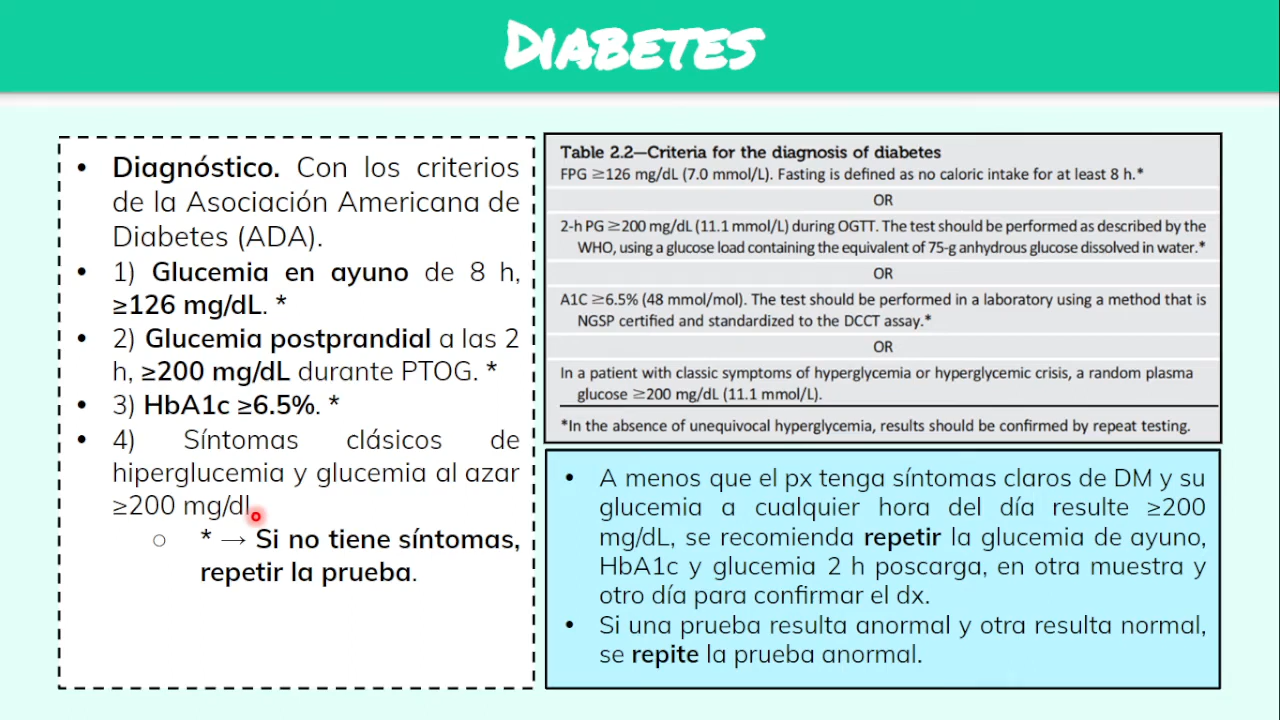 DIABETES
• Diagnóstico. Con los criterios
de la Asociación Americana de
Diabetes (ADA).
• 1) Glucemia en ayuno de 8 h,
≥126 mg/dL. *
• 2) Glucemia postprandial a las 2
h, ≥200 mg/dL durante PTOG. *
• 3) HbA1c ≥6.5%. *
• 4) Síntomas clásicos de
hiperglucemia y glucemia al azar
≥200 mg/dl.
○ * → Si no tiene síntomas,
repetir la prueba.
Table 2.2—Criteria for the diagnosis of diabetes
FPG ≥126 mg/dL (7.0 mmol/L). Fasting is defined as no caloric intake for at least 8 h.*
OR
2-h PG ≥200 mg/dL (11.1 mmol/L) during OGTT. The test should be performed as described by the
WHO, using a glucose load containing the equivalent of 75-g anhydrous glucose dissolved in water.*
OR
A1C ≥6.5% (48 mmol/mol). The test should be performed in a laboratory using a method that is
NGSP certified and standardized to the DCCT assay.*
OR
In a patient with classic symptoms of hyperglycemia or hyperglycemic crisis, a random plasma
glucose ≥200 mg/dL (11.1 mmol/L).
*In the absence of unequivocal hyperglycemia, results should be confirmed by repeat testing.
• A menos que el px tenga síntomas claros de DM y su
glucemia a cualquier hora del día resulte ≥200
mg/dL, se recomienda repetir la glucemia de ayuno,
HbA1c y glucemia 2 h poscarga, en otra muestra y
otro día para confirmar el dx.
• Si una prueba resulta anormal y otra resulta normal,
se repite la prueba anormal.